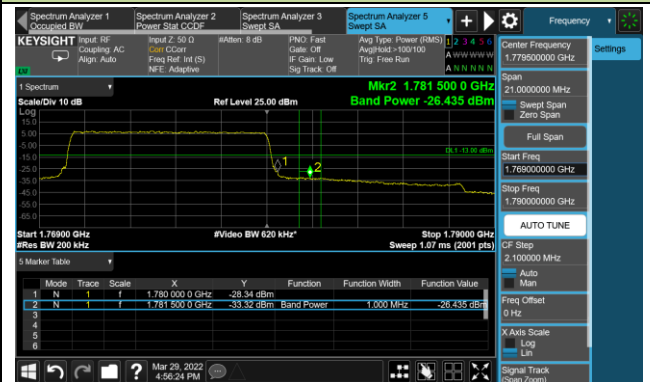 Spectrum Analyzer 1 Occupied BW
Spectrum Analyzer 2 Power Stat CCDF
Spectrum Analyzer 3 Swept SA
Spectrum Analyzer 5 Swept SA
+
Frequency
KEYSIGHT
Input: RF
Coupling: AC
Align: Auto
Input Z: 50 Ω
Corr CCorr
Freq Ref: Int (S)
NFE: Adaptive
#Atten: 8 dB
PNO: Fast
Gate: Off
IF Gain: Low
Sig Track: Off
Avg Type: Power (RMS)
Avg|Hold:>100/100
Trig: Free Run
1 2 3 4 5 6
A W W W W W
A N N N N N
1 Spectrum
Scale/Div 10 dB
Ref Level 25.00 dBm
Mkr2 1.781 500 0 GHz
Band Power -26.435 dBm
Log
15.0
5.00
-5.00
-15.0
-25.0
-35.0
-45.0
-55.0
-65.0
DL1 -13.00 dBm
1
2
Start 1.76900 GHz
#Video BW 620 kHz*
Stop 1.79000 GHz
#Res BW 200 kHz
Sweep 1.07 ms (2001 pts)
5 Marker Table
Mode Trace Scale X Y Function Function Width Function Value
1 N 1 f 1.780 000 0 GHz -28.34 dBm
2 N 1 f 1.781 500 0 GHz -33.32 dBm Band Power 1.000 MHz -26.435 dBm
3
4
5
6
Mar 29, 2022
4:56:24 PM
Settings
Center Frequency
1.779500000 GHz
Span
21.0000000 MHz
Swept Span
Zero Span
Full Span
Start Freq
1.769000000 GHz
Stop Freq
1.790000000 GHz
AUTO TUNE
CF Step
2.100000 MHz
Auto
Man
Freq Offset
0 Hz
X Axis Scale
Log
Lin
Signal Track
(Span Zoom)